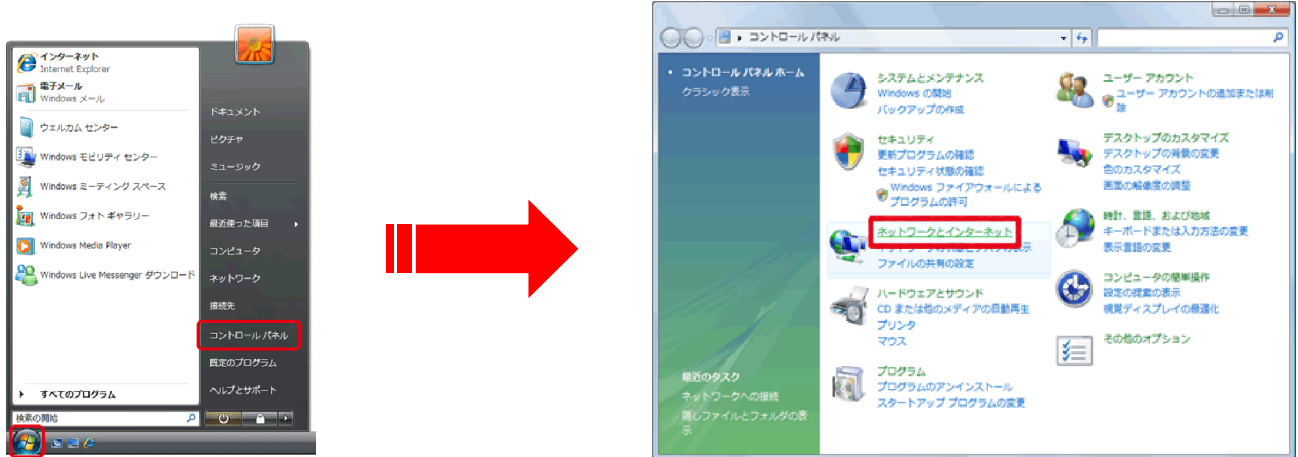 インターネット
Internet Explorer
電子メール
Windows メール
ウェルカム センター
Windows モビリティ センター
Windows ミーティング スペース
Windows フォト ギャラリー
Windows Media Player
Windows Live Messenger ダウンロード
すべてのプログラム
検索の開始
ドキュメント
ピクチャ
ミュージック
検索
最近使った項目
コンピュータ
ネットワーク
接続先
コントロール パネル
既定のプログラム
ヘルプとサポート
コントロール パネル
コントロール パネル ホーム
クラシック表示
最近のタスク
ネットワークへの接続
隠しファイルとフォルダの表
示
システムとメンテナンス
Windows の開始
バックアップの作成
セキュリティ
更新プログラムの確認
セキュリティ状態の確認
Windows ファイアウォールによる
プログラムの許可
ネットワークとインターネット
ファイルの共有の設定
ハードウェアとサウンド
CD または他のメディアの自動再生
プリンタ
マウス
プログラム
プログラムのアンインストール
スタートアップ プログラムの変更
ユーザー アカウント
ユーザー アカウントの追加または削
除
デスクトップのカスタマイズ
デスクトップの背景の変更
色のカスタマイズ
画面の解像度の調整
時計、言語、および地域
キーボードまたは入力方法の変更
表示言語の変更
コンピュータの簡単操作
設定の提案の表示
視覚ディスプレイの最適化
その他のオプション